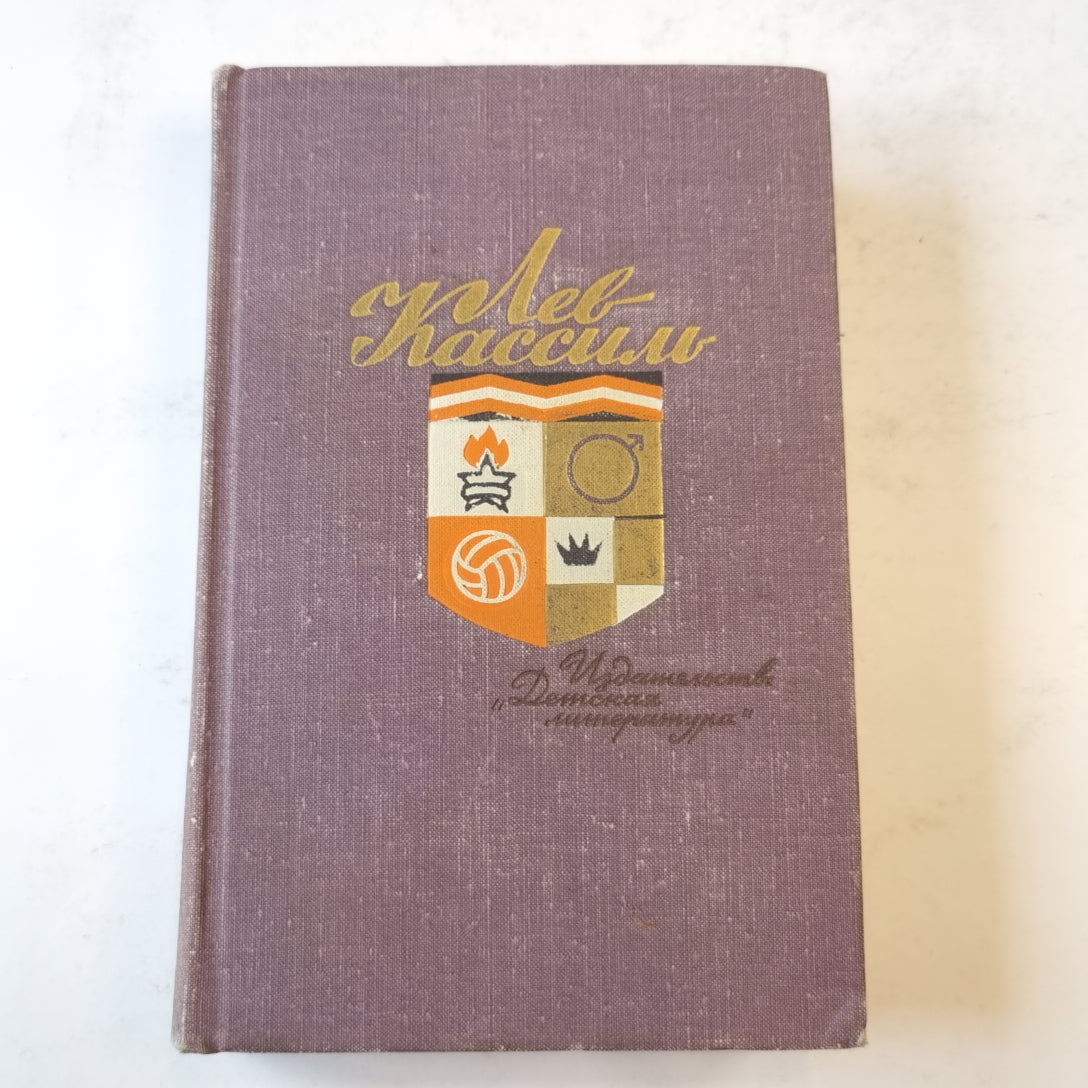 Лев
Кассиль
Издательство
„Детская
литература"